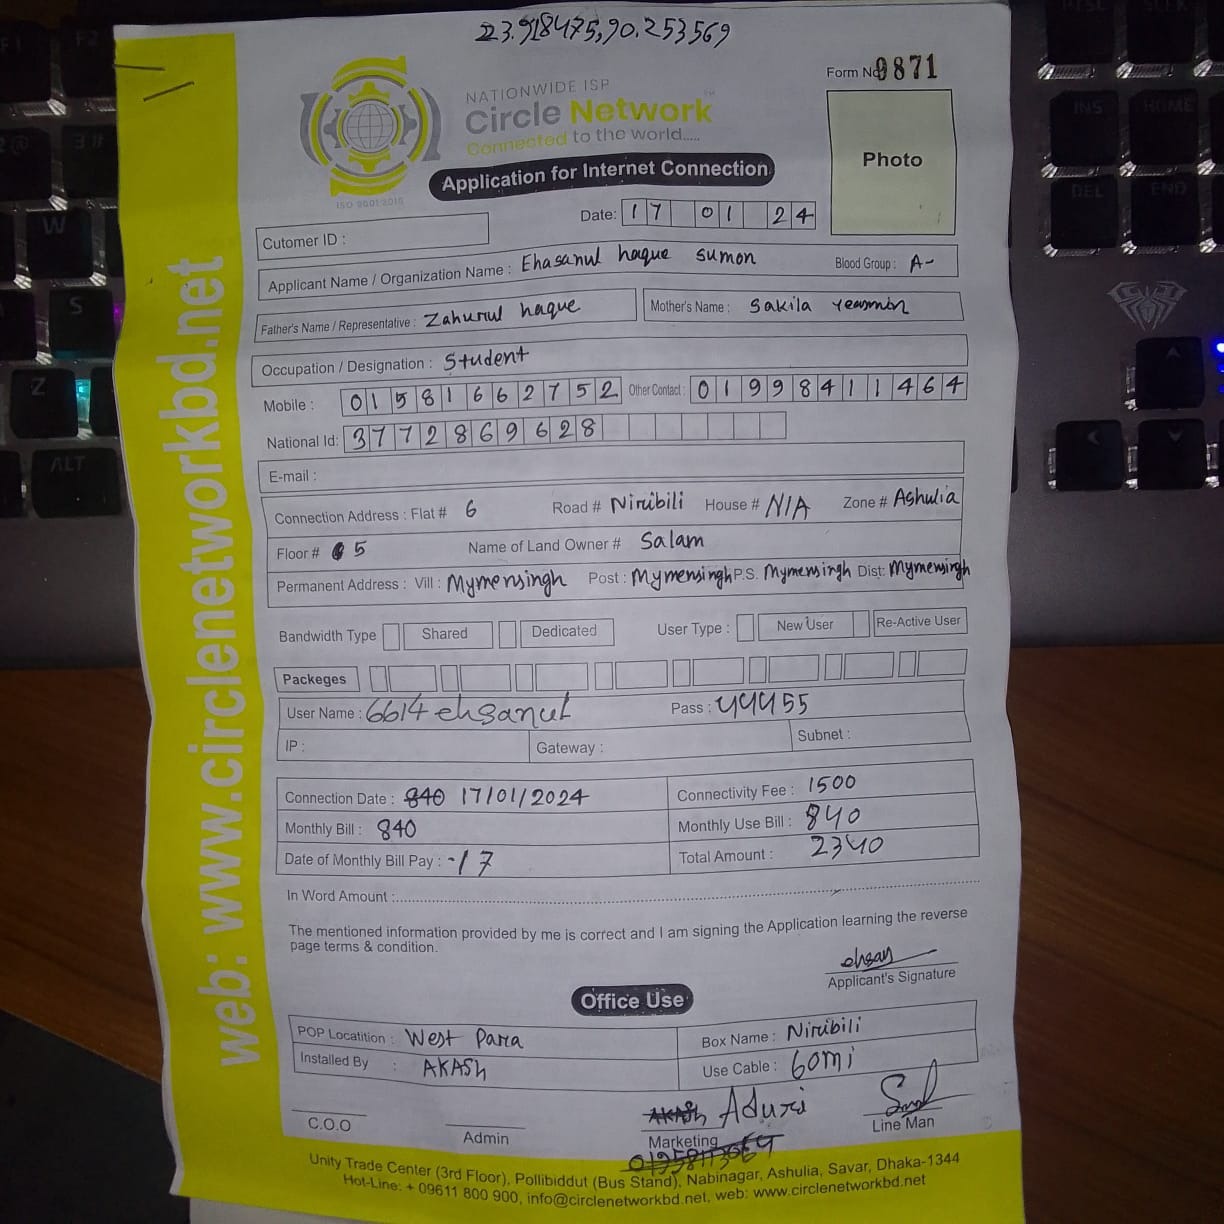 23.918475,90.253569
Form No 9871
NATIONWIDE ISP
Circle Network
Connected to the world.....
ISO 9001:2015
Application for Internet Connection
Photo
Date: 17 01 24
Cutomer ID :
Applicant Name / Organization Name : Ehasanul haque sumon Blood Group : A-
Father's Name / Representative : Zahurul haque Mother's Name : Sakila Yeasmin
Occupation / Designation : Student
Mobile : 01581662752 Other Contact : 01998411464
National Id: 3772869628
E-mail :
Connection Address : Flat # 6 Road # Niribili House # N/A Zone # Ashulia
Floor # 5 Name of Land Owner # Salam
Permanent Address : Vill : Mymensingh Post : Mymensingh P.S. Mymensingh Dist: Mymensingh
Bandwidth Type Shared Dedicated User Type : New User Re-Active User
Packeges
User Name : 6614ehsanul Pass : 44455
IP : Gateway : Subnet :
Connection Date : 840 17/01/2024 Connectivity Fee : 1500
Monthly Bill : 840 Monthly Use Bill : 840
Date of Monthly Bill Pay : -17 Total Amount : 2340
In Word Amount :
The mentioned information provided by me is correct and I am signing the Application learning the reverse
page terms & condition.
ehsan
Applicant's Signature
Office Use
POP Locatition : West Para Box Name : Niribili
Installed By : AKASH Use Cable : 60mi
AKASH
C.O.O Admin Marketing Line Man
Unity Trade Center (3rd Floor), Pollibiddut (Bus Stand), Nabinagar, Ashulia, Savar, Dhaka-1344
Hot-Line: + 09611 800 900, info@circlenetworkbd.net, web: www.circlenetworkbd.net
web: www.circlenetworkbd.net